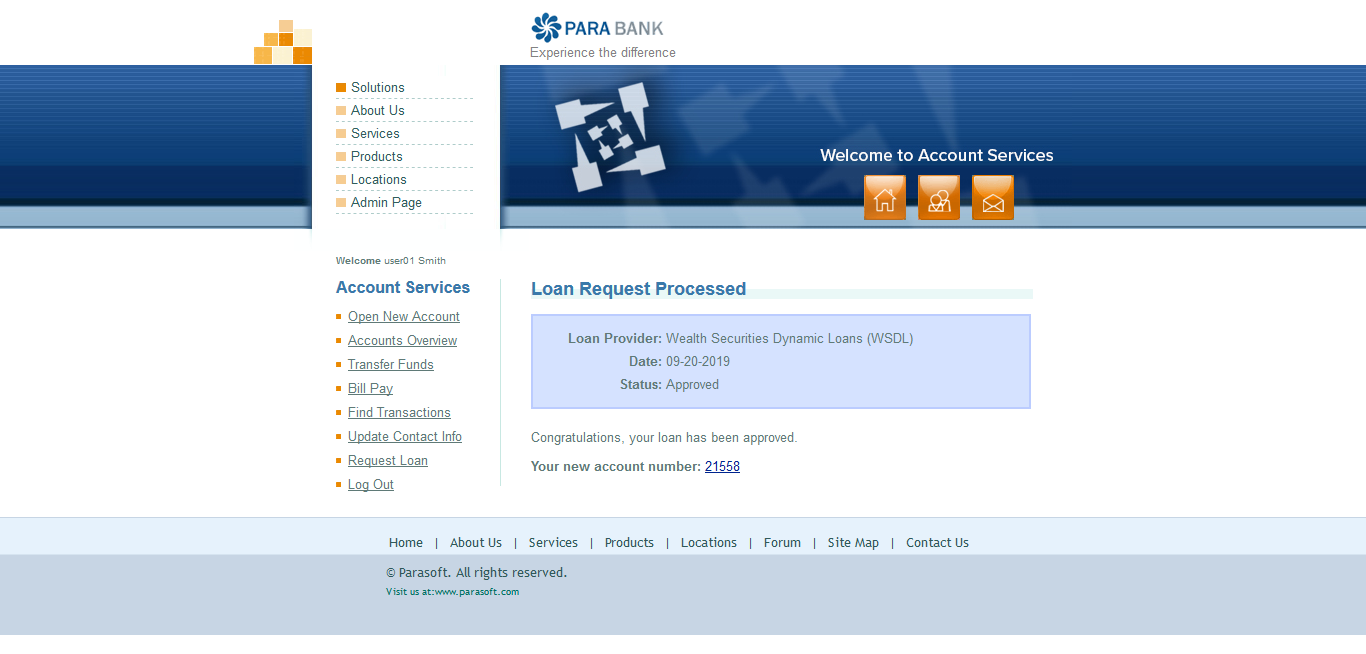 PARA BANK
Experience the difference
Solutions
About Us
Services
Products
Locations
Admin Page
Welcome to Account Services
Welcome user01 Smith
Account Services
Open New Account
Accounts Overview
Transfer Funds
Bill Pay
Find Transactions
Update Contact Info
Request Loan
Log Out
Loan Request Processed
Loan Provider: Wealth Securities Dynamic Loans (WSDL)
Date: 09-20-2019
Status: Approved
Congratulations, your loan has been approved.
Your new account number: 21558
Home | About Us | Services | Products | Locations | Forum | Site Map | Contact Us
© Parasoft. All rights reserved.
Visit us at:www.parasoft.com